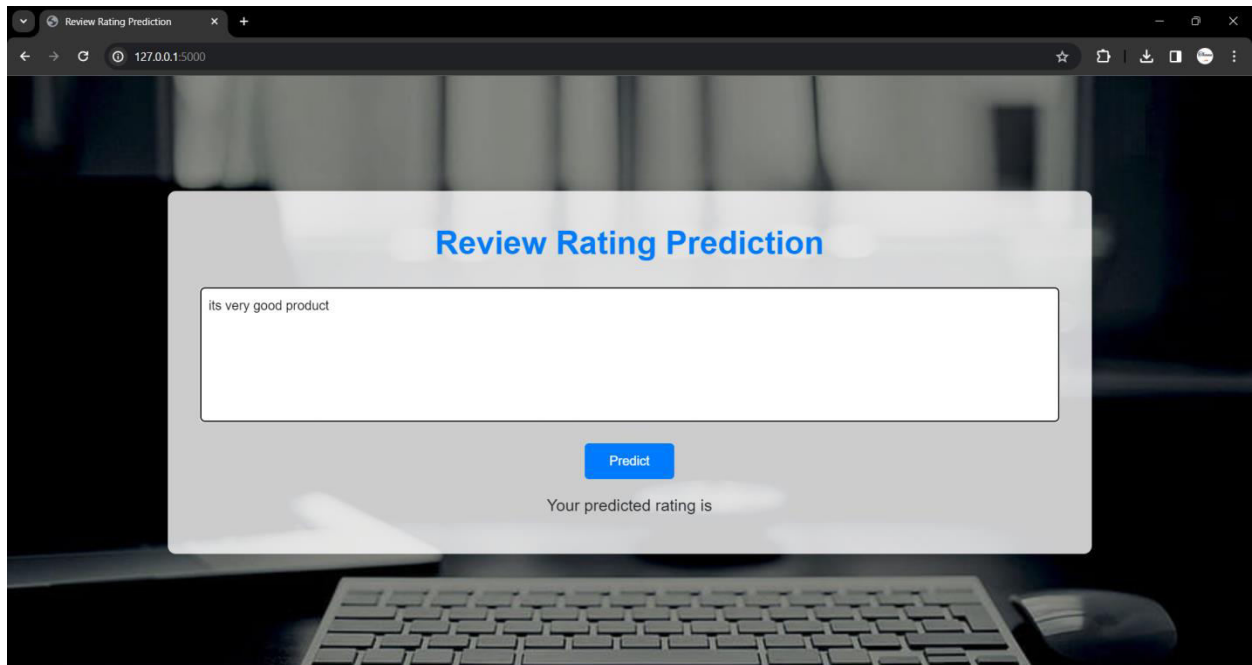 Review Rating Prediction
127.0.0.1:5000
Review Rating Prediction
its very good product
Predict
Your predicted rating is